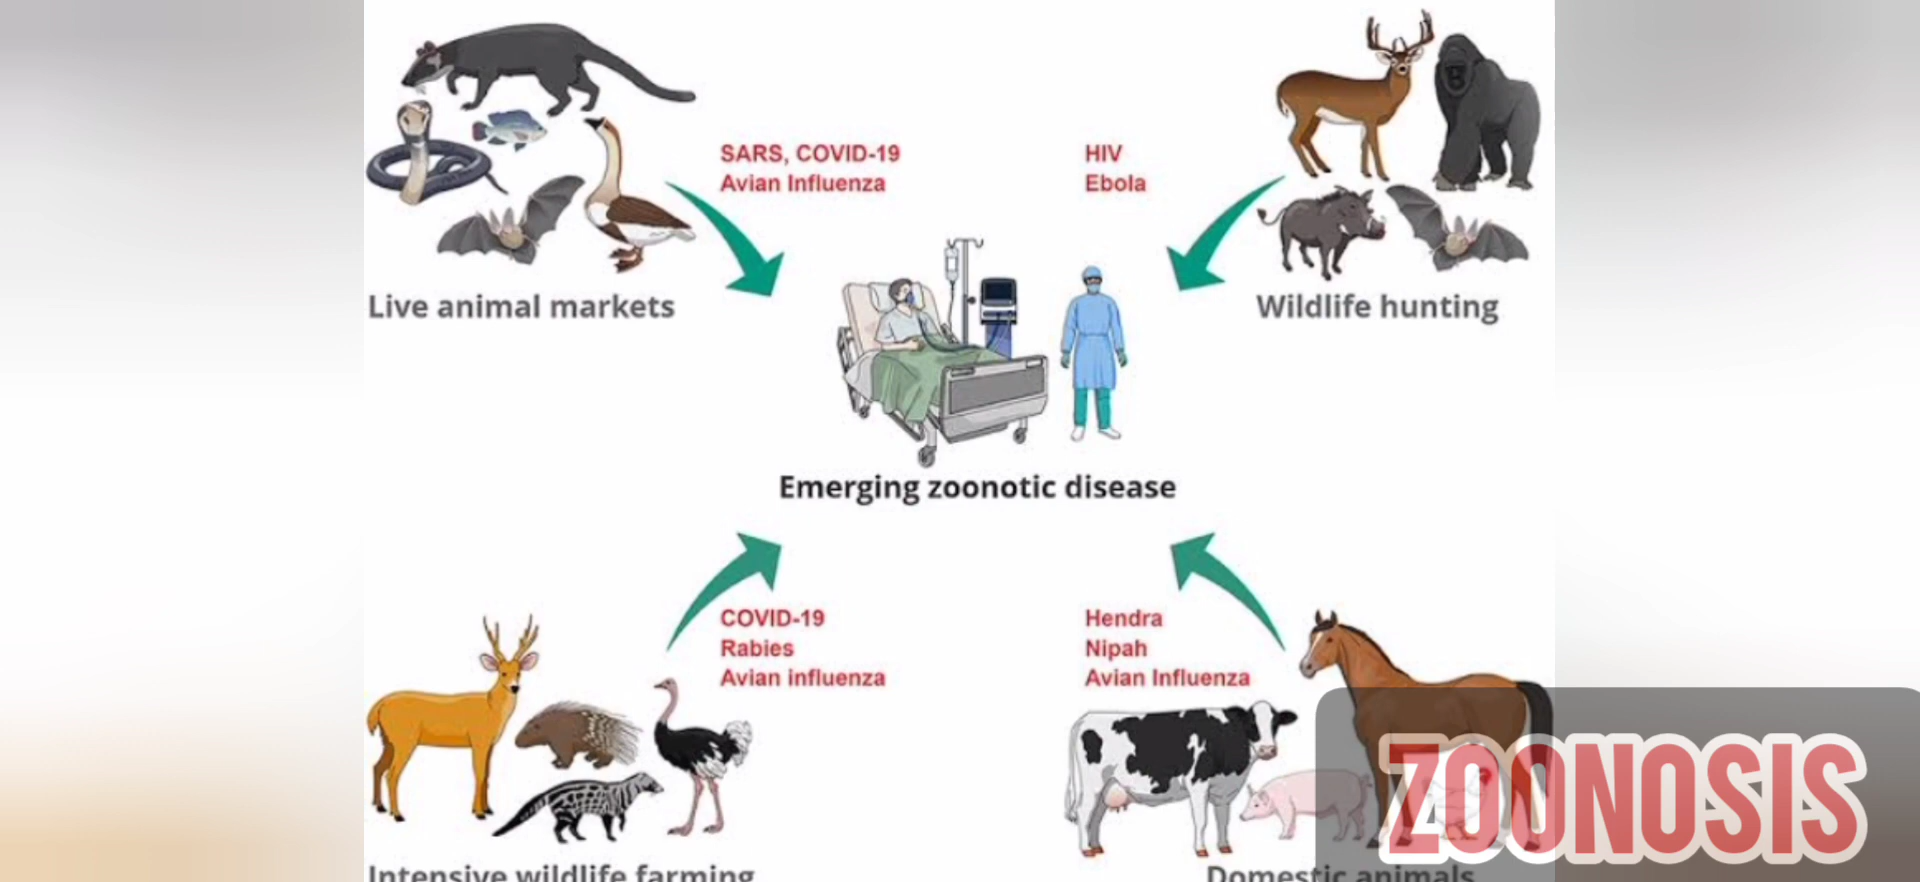 SARS, COVID-19
Avian Influenza
HIV
Ebola
Live animal markets
Wildlife hunting
Emerging zoonotic disease
COVID-19
Rabies
Avian influenza
Hendra
Nipah
Avian Influenza
ZOONOSIS
Intensive wildlife farming
Domestic animals